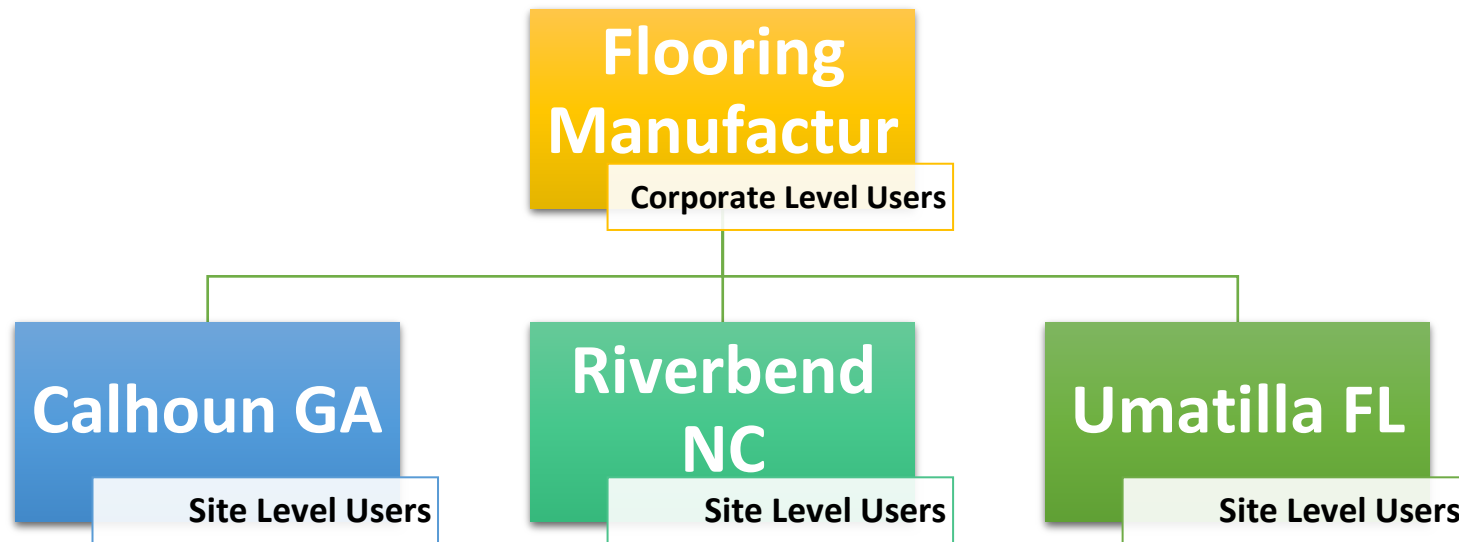 Flooring
Manufactur
Corporate Level Users
Calhoun GA
Riverbend
NC
Umatilla FL
Site Level Users
Site Level Users
Site Level Users